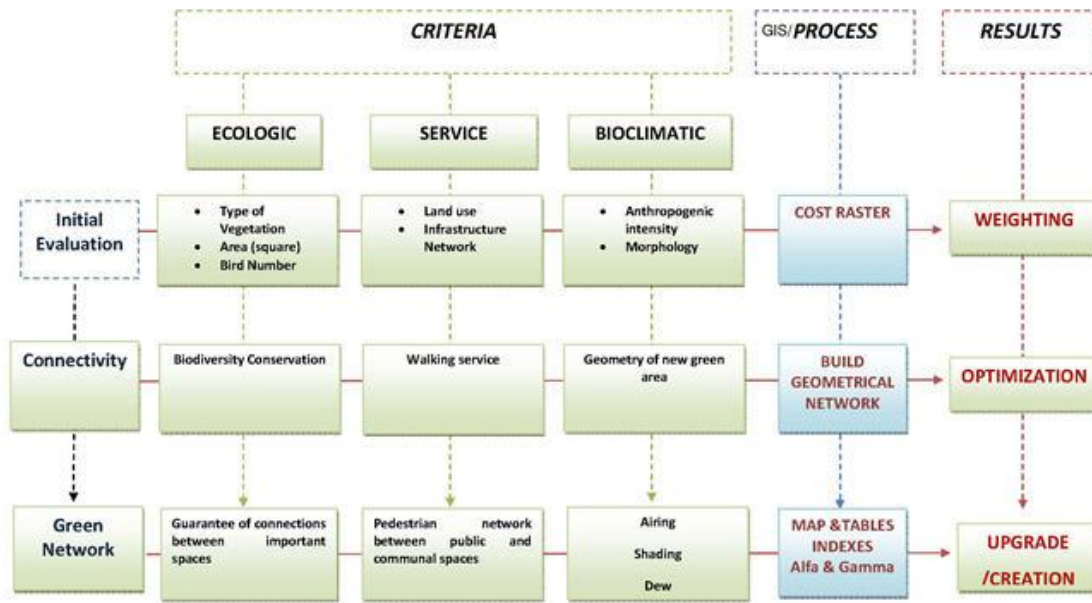 CRITERIA
GIS/PROCESS
RESULTS
ECOLOGIC
SERVICE
BIOCLIMATIC
Initial
Evaluation
• Type of
Vegetation
• Area (square)
• Bird Number
• Land use
• Infrastructure
Network
• Anthropogenic
intensity
• Morphology
COST RASTER
WEIGHTING
Connectivity
Biodiversity Conservation
Walking service
Geometry of new green
area
BUILD
GEOMETRICAL
NETWORK
OPTIMIZATION
Green
Network
Guarantee of connections
between important
spaces
Pedestrian network
between public and
communal spaces
Airing
Shading
Dew
MAP &TABLES
INDEXES
Alfa & Gamma
UPGRADE
/CREATION